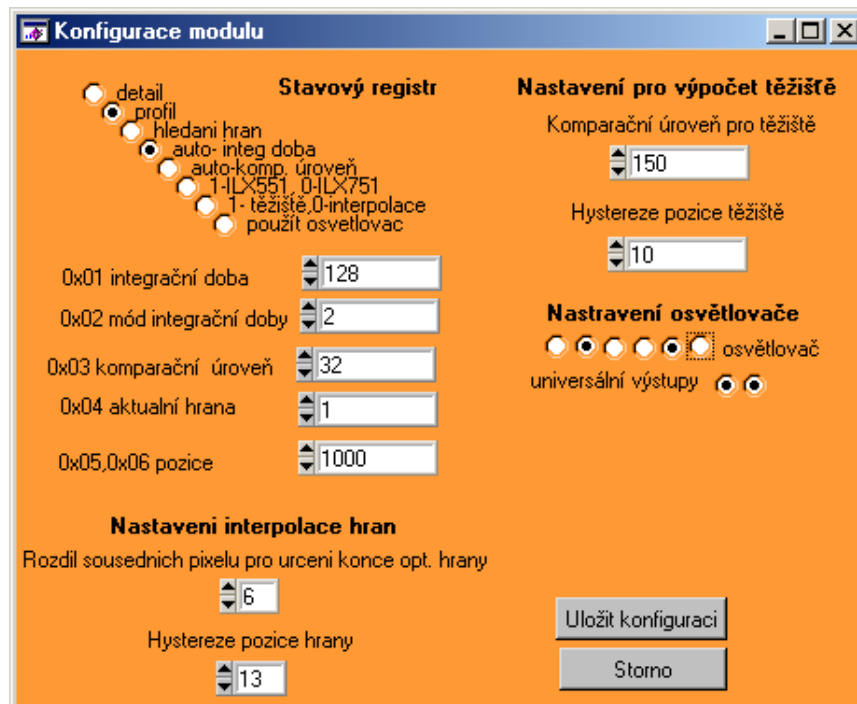 Konfigurace modulu
Stavový registr
detail
profil
hledani hran
auto- integ doba
auto-komp. úroveň
1-ILX551, 0-ILX751
1- těžiště,0-interpolace
použít osvetlovac
0x01 integrační doba 128
0x02 mód integrační doby 2
0x03 komparační úroveň 32
0x04 aktualní hrana 1
0x05,0x06 pozice 1000
Nastaveni interpolace hran
Rozdil sousednich pixelu pro urceni konce opt. hrany
6
Hystereze pozice hrany
13
Nastavení pro výpočet těžiště
Komparační úroveň pro těžiště
150
Hystereze pozice těžiště
10
Nastravení osvětlovače
osvětlovač
universální výstupy
Uložit konfiguraci
Storno